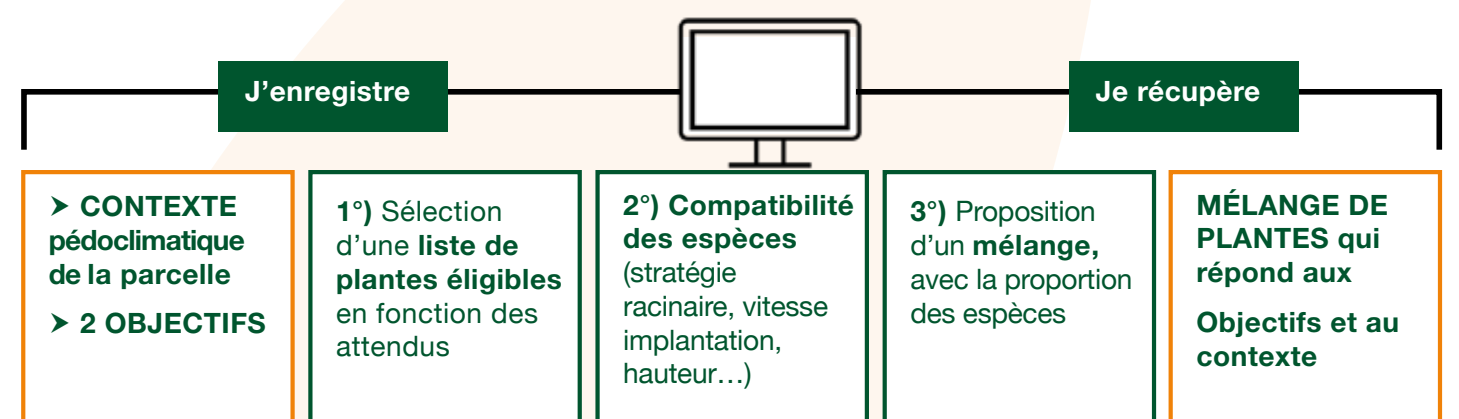 J'enregistre
Je récupère
➤ CONTEXTE
pédoclimatique
de la parcelle
➤ 2 OBJECTIFS
1°) Sélection
d'une liste de
plantes éligibles
en fonction des
attendus
2°) Compatibilité
des espèces
(stratégie
racinaire, vitesse
implantation,
hauteur…)
3°) Proposition
d'un mélange,
avec la proportion
des espèces
MÉLANGE DE
PLANTES qui
répond aux
Objectifs et au
contexte